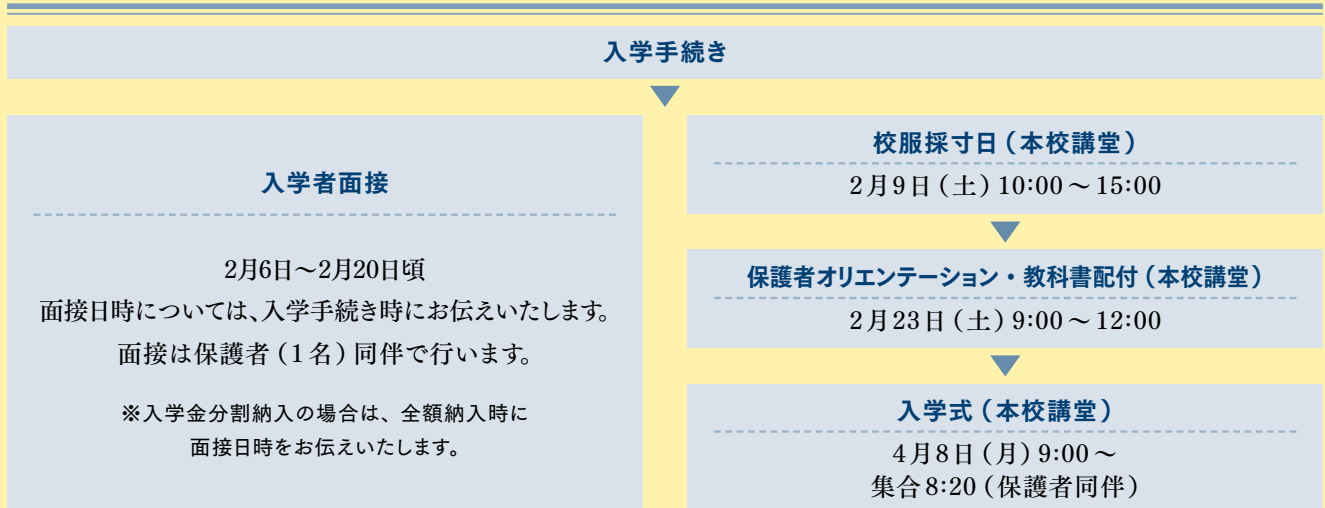 入学手続き
入学者面接
2月6日～2月20日頃
面接日時については、入学手続き時にお伝えいたします。
面接は保護者（1名）同伴で行います。
※入学金分割納入の場合は、全額納入時に
面接日時をお伝えいたします。
校服採寸日（本校講堂）
2月9日（土）10:00～15:00
保護者オリエンテーション・教科書配付（本校講堂）
2月23日（土）9:00～12:00
入学式（本校講堂）
4月8日（月）9:00～
集合8:20（保護者同伴）